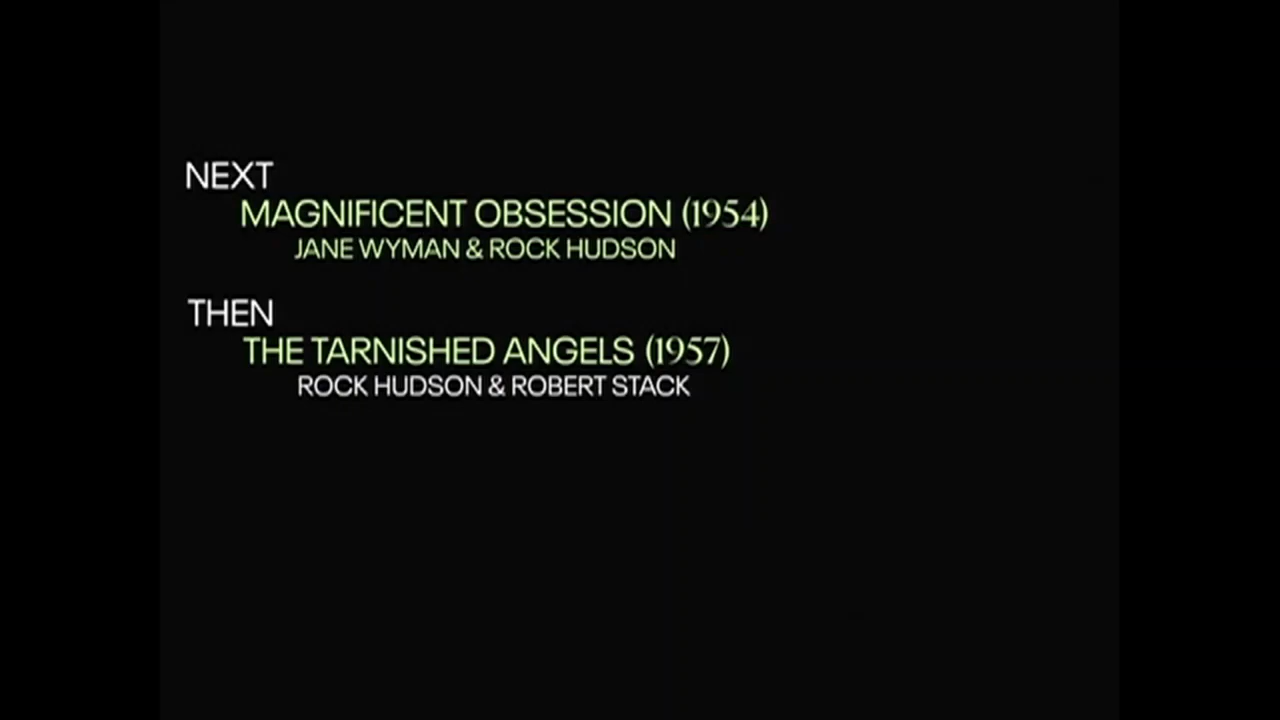 NEXT
MAGNIFICENT OBSESSION (1954)
JANE WYMAN & ROCK HUDSON
THEN
THE TARNISHED ANGELS (1957)
ROCK HUDSON & ROBERT STACK